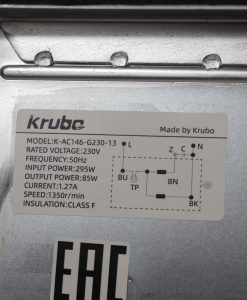 Krubo
Made by Krubo
MODEL:K-AC146-G230-13
RATED VOLTAGE:230V
FREQUENCY:50Hz
INPUT POWER:295W
OUTPUT POWER:85W
CURRENT:1.27A
SPEED:1350r/min
INSULATION:CLASS F
L
Z
C
N
BU
TP
BN
BK
EAC